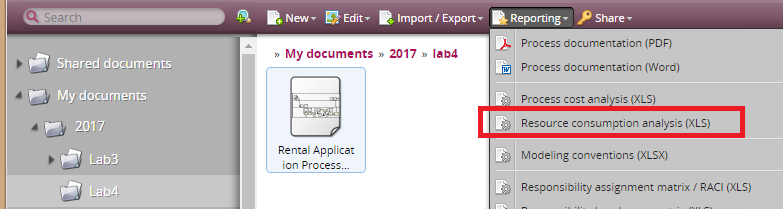 Search
New
Edit
Import / Export
Reporting
Share
Shared documents
My documents
2017
Lab3
Lab4
» My documents » 2017 » lab4
Rental Applicat
ion Process...
Process documentation (PDF)
Process documentation (Word)
Process cost analysis (XLS)
Resource consumption analysis (XLS)
Modeling conventions (XLSX)
Responsibility assignment matrix / RACI (XLS)